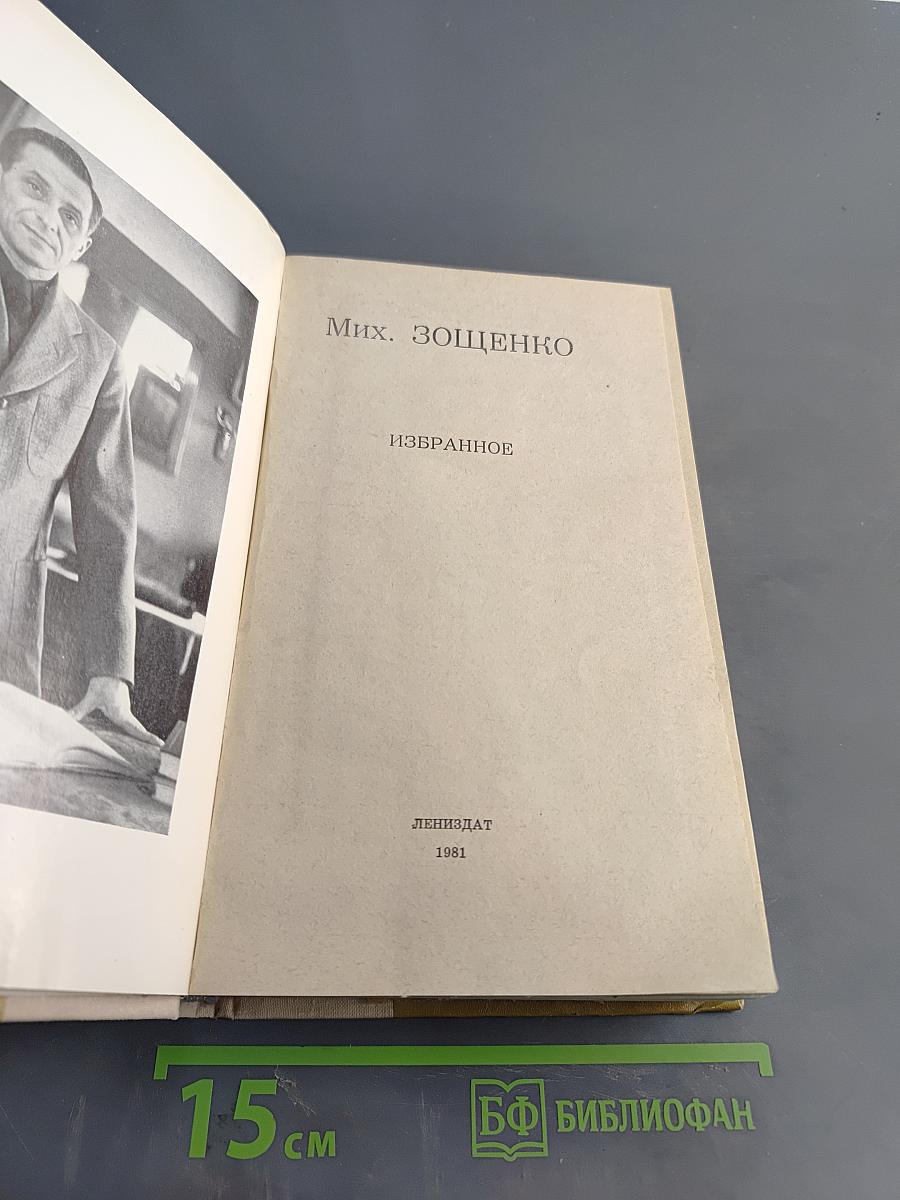 Мих. ЗОЩЕНКО
ИЗБРАННОЕ
ЛЕНИЗДАТ
1981
15 см
БФ БИБЛИОФАН